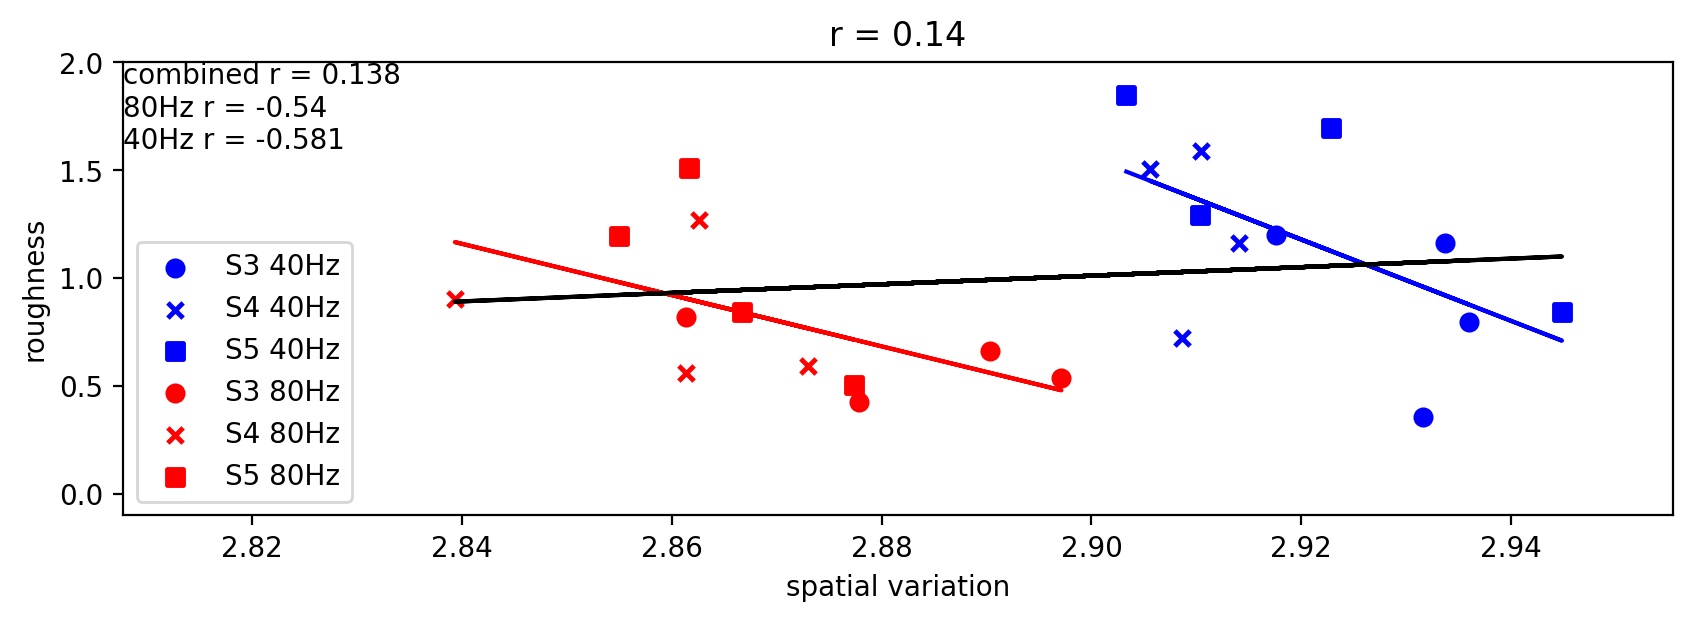 r = 0.14
combined r = 0.138
80Hz r = -0.54
40Hz r = -0.581
2.0
1.5
1.0
0.5
0.0
roughness
S3 40Hz
S4 40Hz
S5 40Hz
S3 80Hz
S4 80Hz
S5 80Hz
2.82 2.84 2.86 2.88 2.90 2.92 2.94
spatial variation